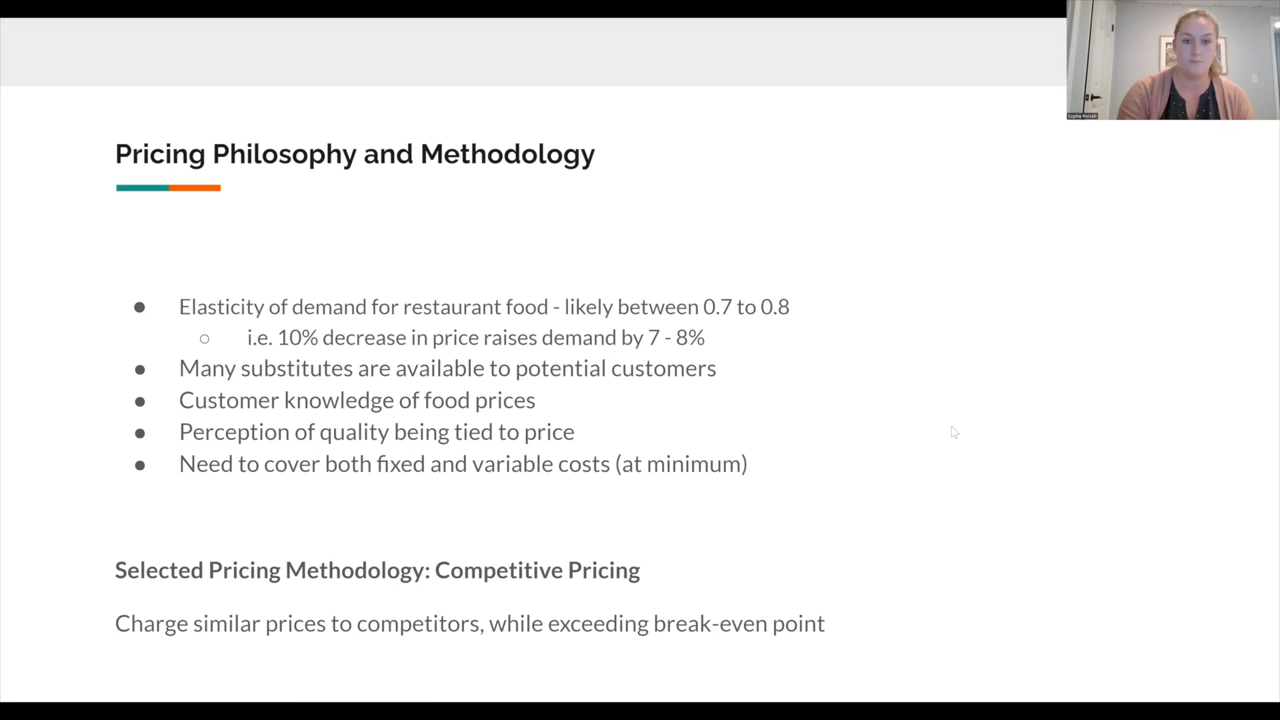 Pricing Philosophy and Methodology
● Elasticity of demand for restaurant food - likely between 0.7 to 0.8
○ i.e. 10% decrease in price raises demand by 7 - 8%
● Many substitutes are available to potential customers
● Customer knowledge of food prices
● Perception of quality being tied to price
● Need to cover both fixed and variable costs (at minimum)
Selected Pricing Methodology: Competitive Pricing
Charge similar prices to competitors, while exceeding break-even point